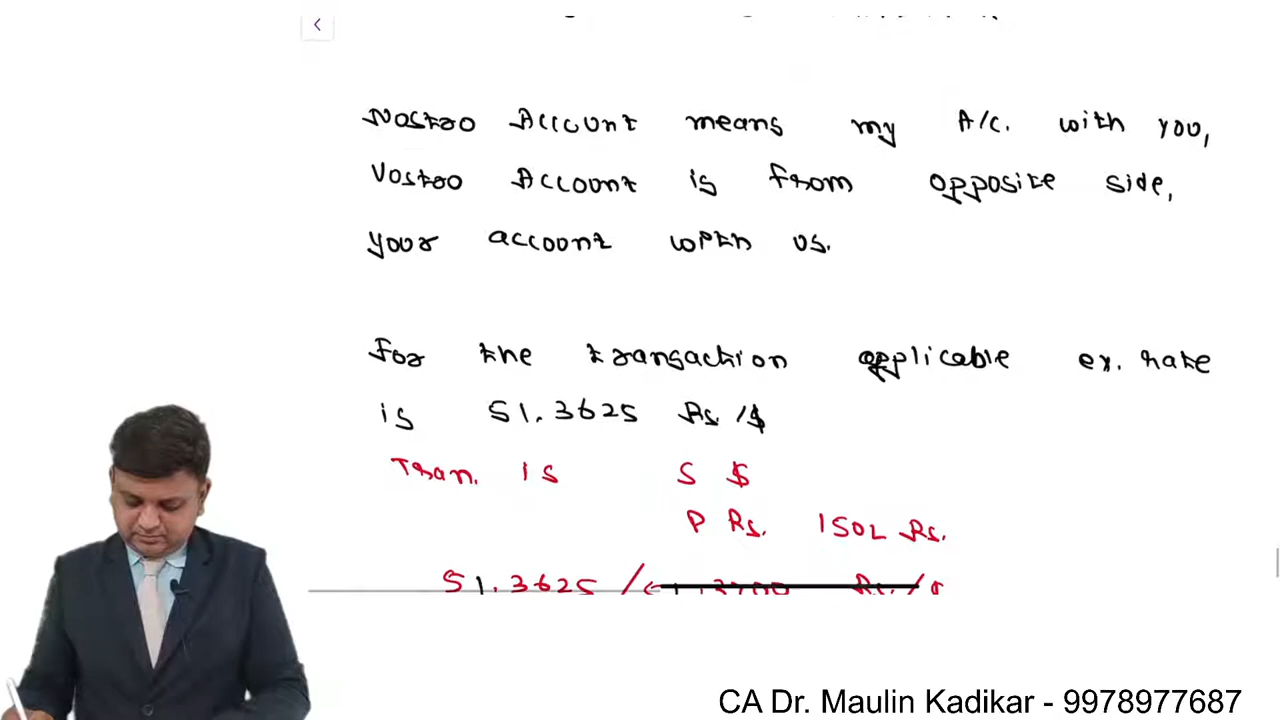 Nostro Account means my A/c. with you,
Vostro Account is from opposite side,
your account with us.
For the transaction applicable ex. rate
is 51.3625 Rs./$
Tran. is S $
P Rs. 150L Rs.
51.3625 /
CA Dr. Maulin Kadikar - 9978977687